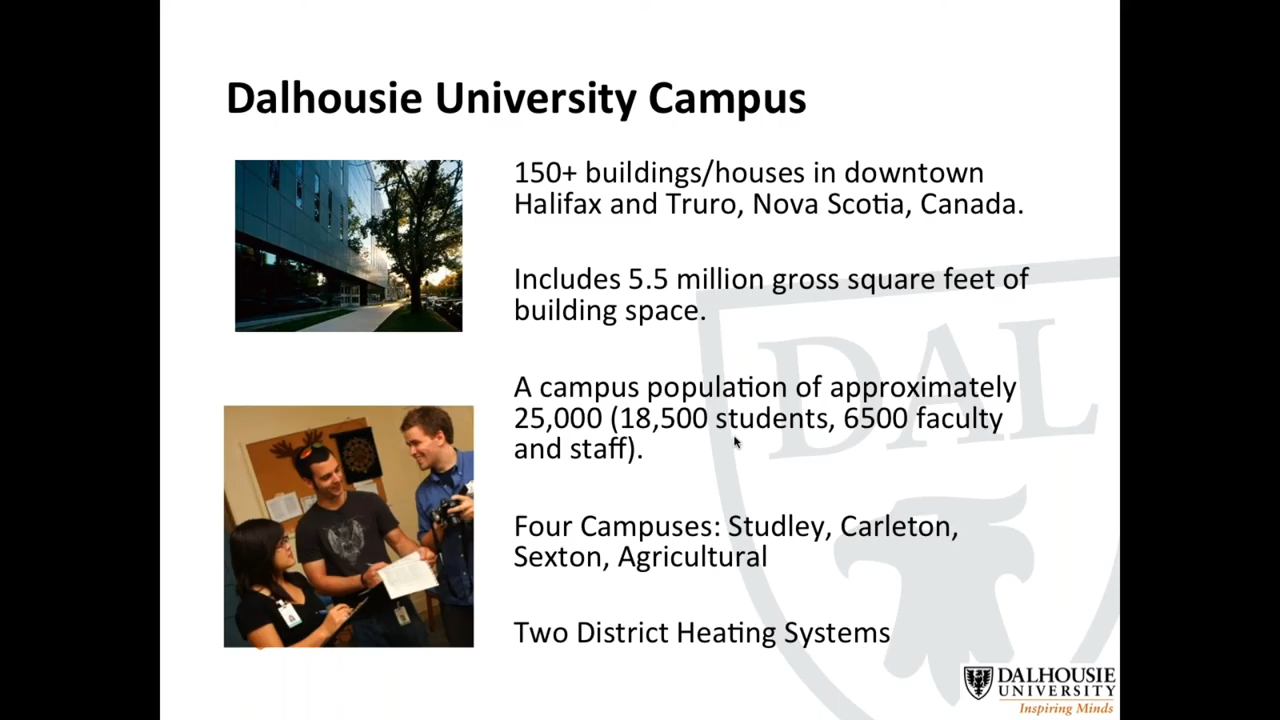 Dalhousie University Campus
150+ buildings/houses in downtown
Halifax and Truro, Nova Scotia, Canada.
Includes 5.5 million gross square feet of
building space.
A campus population of approximately
25,000 (18,500 students, 6500 faculty
and staff).
Four Campuses: Studley, Carleton,
Sexton, Agricultural
Two District Heating Systems
DAL
DALHOUSIE
UNIVERSITY
Inspiring Minds